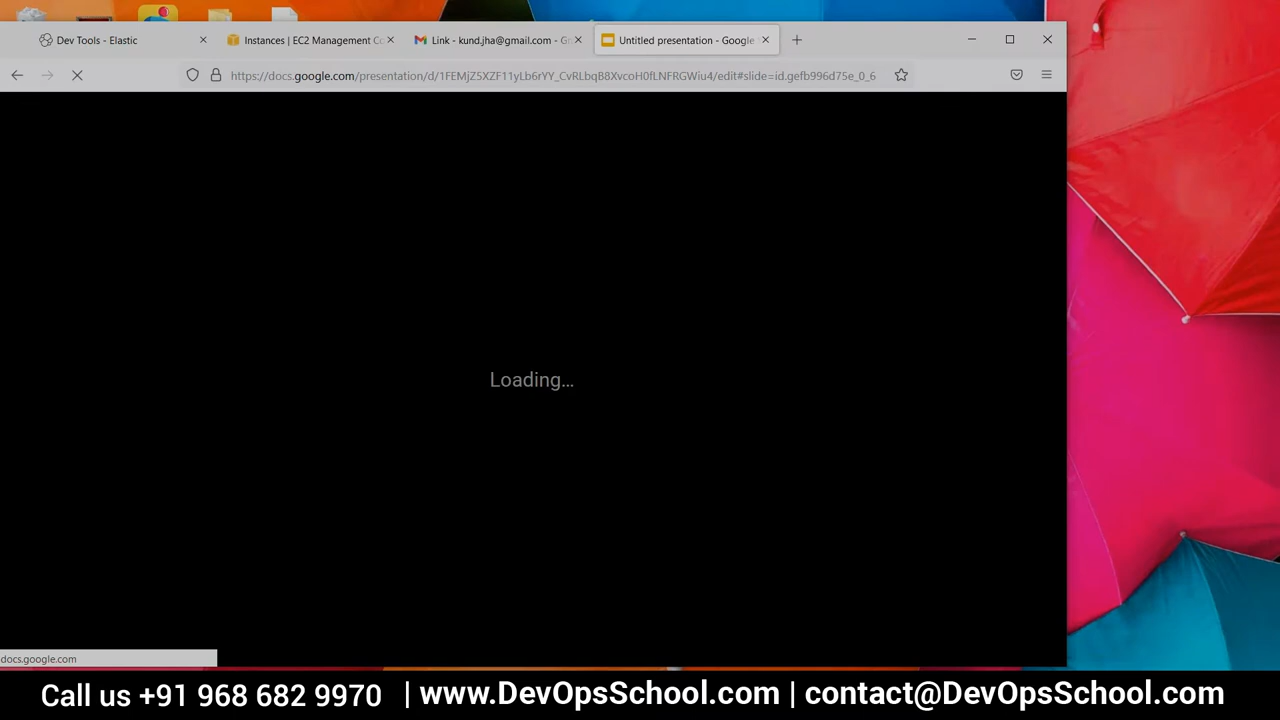 Dev Tools - Elastic
Instances | EC2 Management Co
Link - kund.jha@gmail.com - Gm
Untitled presentation - Google
https://docs.google.com/presentation/d/1FEMjZ5XZF11yLb6rYY_CvRLbqB8XvcoH0fLNFRGWiu4/edit#slide=id.gefb996d75e_0_6
Loading...
docs.google.com
Call us +91 968 682 9970 | www.DevOpsSchool.com | contact@DevOpsSchool.com